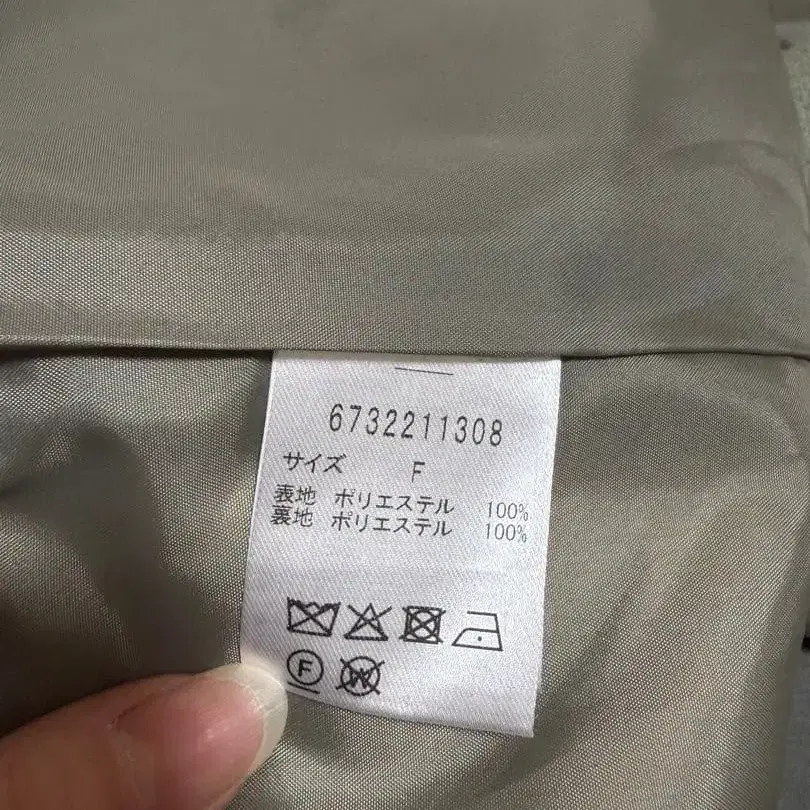 6732211308
サイズ F
表地 ポリエステル 100%
裏地 ポリエステル 100%
F
W